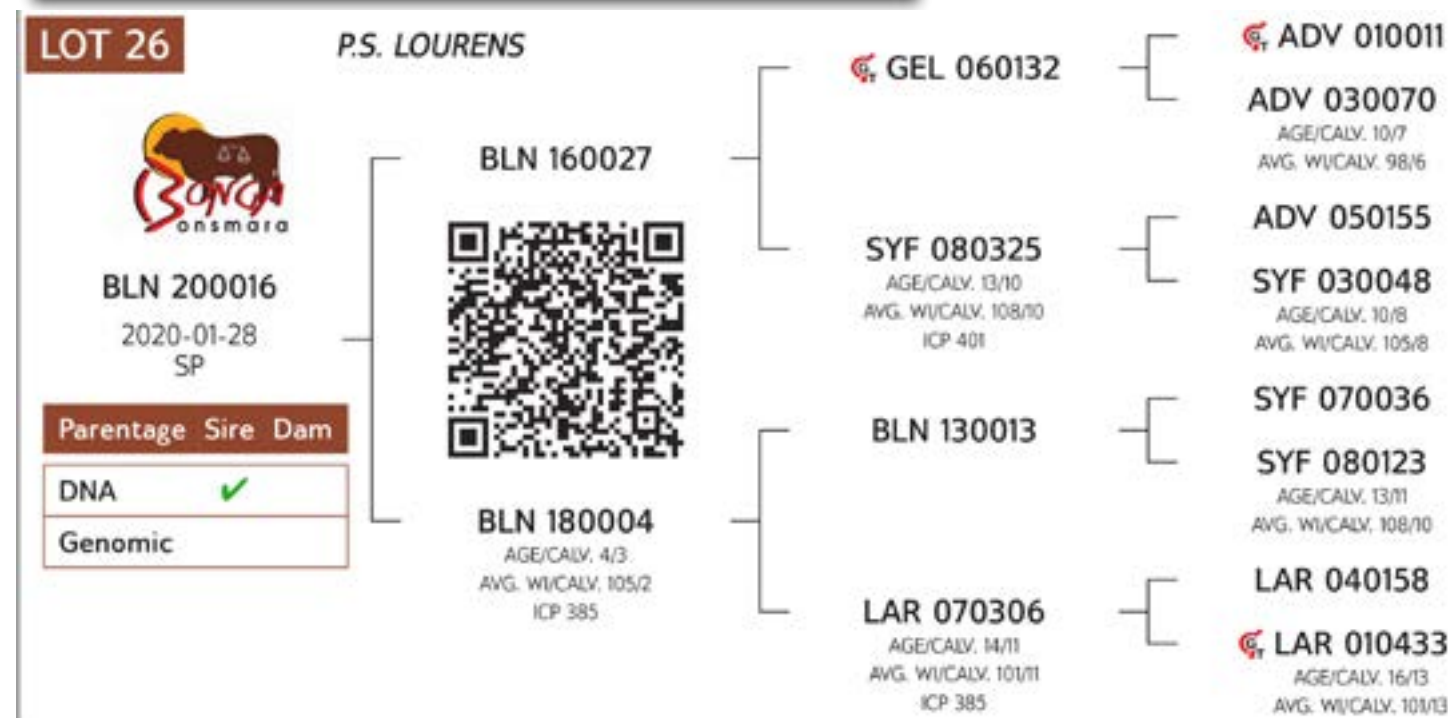 LOT 26
P.S. LOURENS
BONGA
onsmara
BLN 200016
2020-01-28
SP
Parentage Sire Dam
DNA ✔
Genomic
BLN 160027
BLN 180004
AGE/CALV. 4/3
AVG. WI/CALV. 105/2
ICP 385
GEL 060132
SYF 080325
AGE/CALV. 13/10
AVG. WI/CALV. 108/10
ICP 401
BLN 130013
LAR 070306
AGE/CALV. 14/11
AVG. WI/CALV. 101/11
ICP 385
ADV 010011
ADV 030070
AGE/CALV. 10/7
AVG. WI/CALV. 98/6
ADV 050155
SYF 030048
AGE/CALV. 10/8
AVG. WI/CALV. 105/8
SYF 070036
SYF 080123
AGE/CALV. 13/11
AVG. WI/CALV. 108/10
LAR 040158
LAR 010433
AGE/CALV. 16/13
AVG. WI/CALV. 101/13